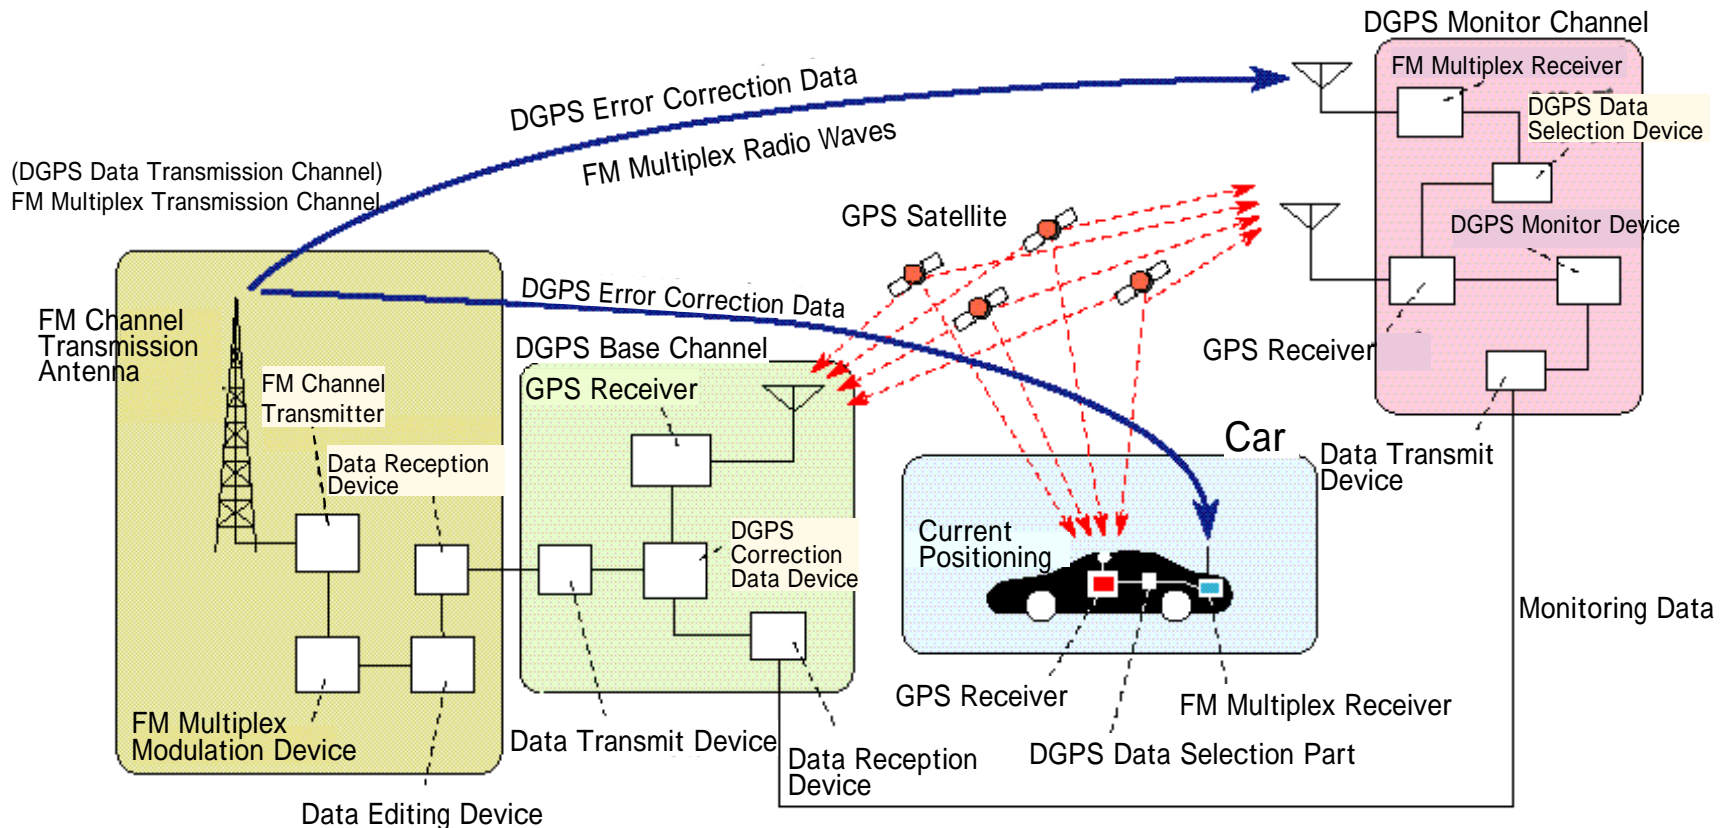 DGPS Monitor Channel
FM Multiplex Receiver
DGPS Data
Selection Device
DGPS Error Correction Data
FM Multiplex Radio Waves
(DGPS Data Transmission Channel)
FM Multiplex Transmission Channel
GPS Satellite
DGPS Monitor Device
DGPS Error Correction Data
FM Channel
Transmission
Antenna
DGPS Base Channel
GPS Receiver
GPS Receiver
FM Channel
Transmitter
Car
Data Reception
Device
Data Transmit
Device
DGPS
Correction
Data Device
Current
Positioning
Monitoring Data
GPS Receiver
FM Multiplex Receiver
FM Multiplex
Modulation Device
Data Transmit Device
Data Reception
Device
DGPS Data Selection Part
Data Editing Device